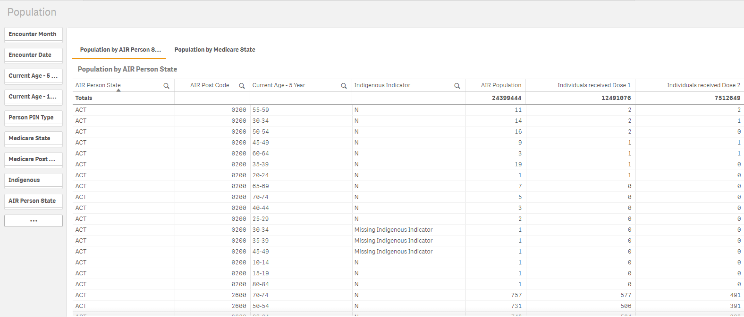 Population
Encounter Month
Encounter Date
Current Age - 5 ...
Current Age - 1...
Person PIN Type
Medicare State
Medicare Post ...
Indigenous
AIR Person State
...
Population by AIR Person S... Population by Medicare State
Population by AIR Person State
AIR Person State AIR Post Code Current Age - 5 Year Indigenous Indicator AIR Population Individuals received Dose 1 Individuals received Dose ?
Totals 24399444 12491076 7512649
ACT 0200 55-59 N 11 2 1
ACT 0200 30-34 N 14 2 1
ACT 0200 50-54 N 16 2 0
ACT 0200 45-49 N 9 1 1
ACT 0200 60-64 N 3 1 1
ACT 0200 35-39 N 19 1 0
ACT 0200 20-24 N 1 1 0
ACT 0200 65-69 N 7 0 0
ACT 0200 70-74 N 5 0 0
ACT 0200 40-44 N 3 0 0
ACT 0200 25-29 N 2 0 0
ACT 0200 30-34 Missing Indigenous Indicator 1 0 0
ACT 0200 35-39 Missing Indigenous Indicator 1 0 0
ACT 0200 45-49 Missing Indigenous Indicator 1 0 0
ACT 0200 10-14 N 1 0 0
ACT 0200 15-19 N 1 0 0
ACT 0200 80-84 N 1 0 0
ACT 2600 70-74 N 757 577 491
ACT 2600 50-54 N 731 506 391